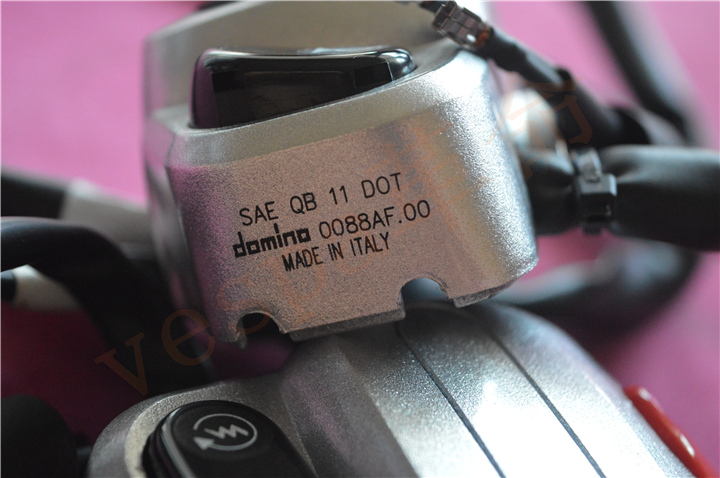 SAE QB 11 DOT
domino 0088AF.00
MADE IN ITALY